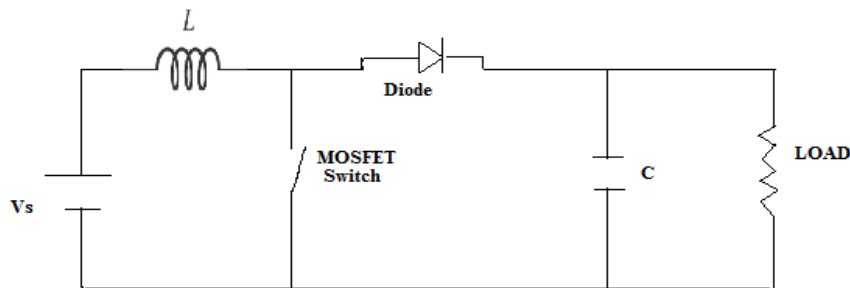 L
Diode
MOSFET
Switch
LOAD
C
Vs